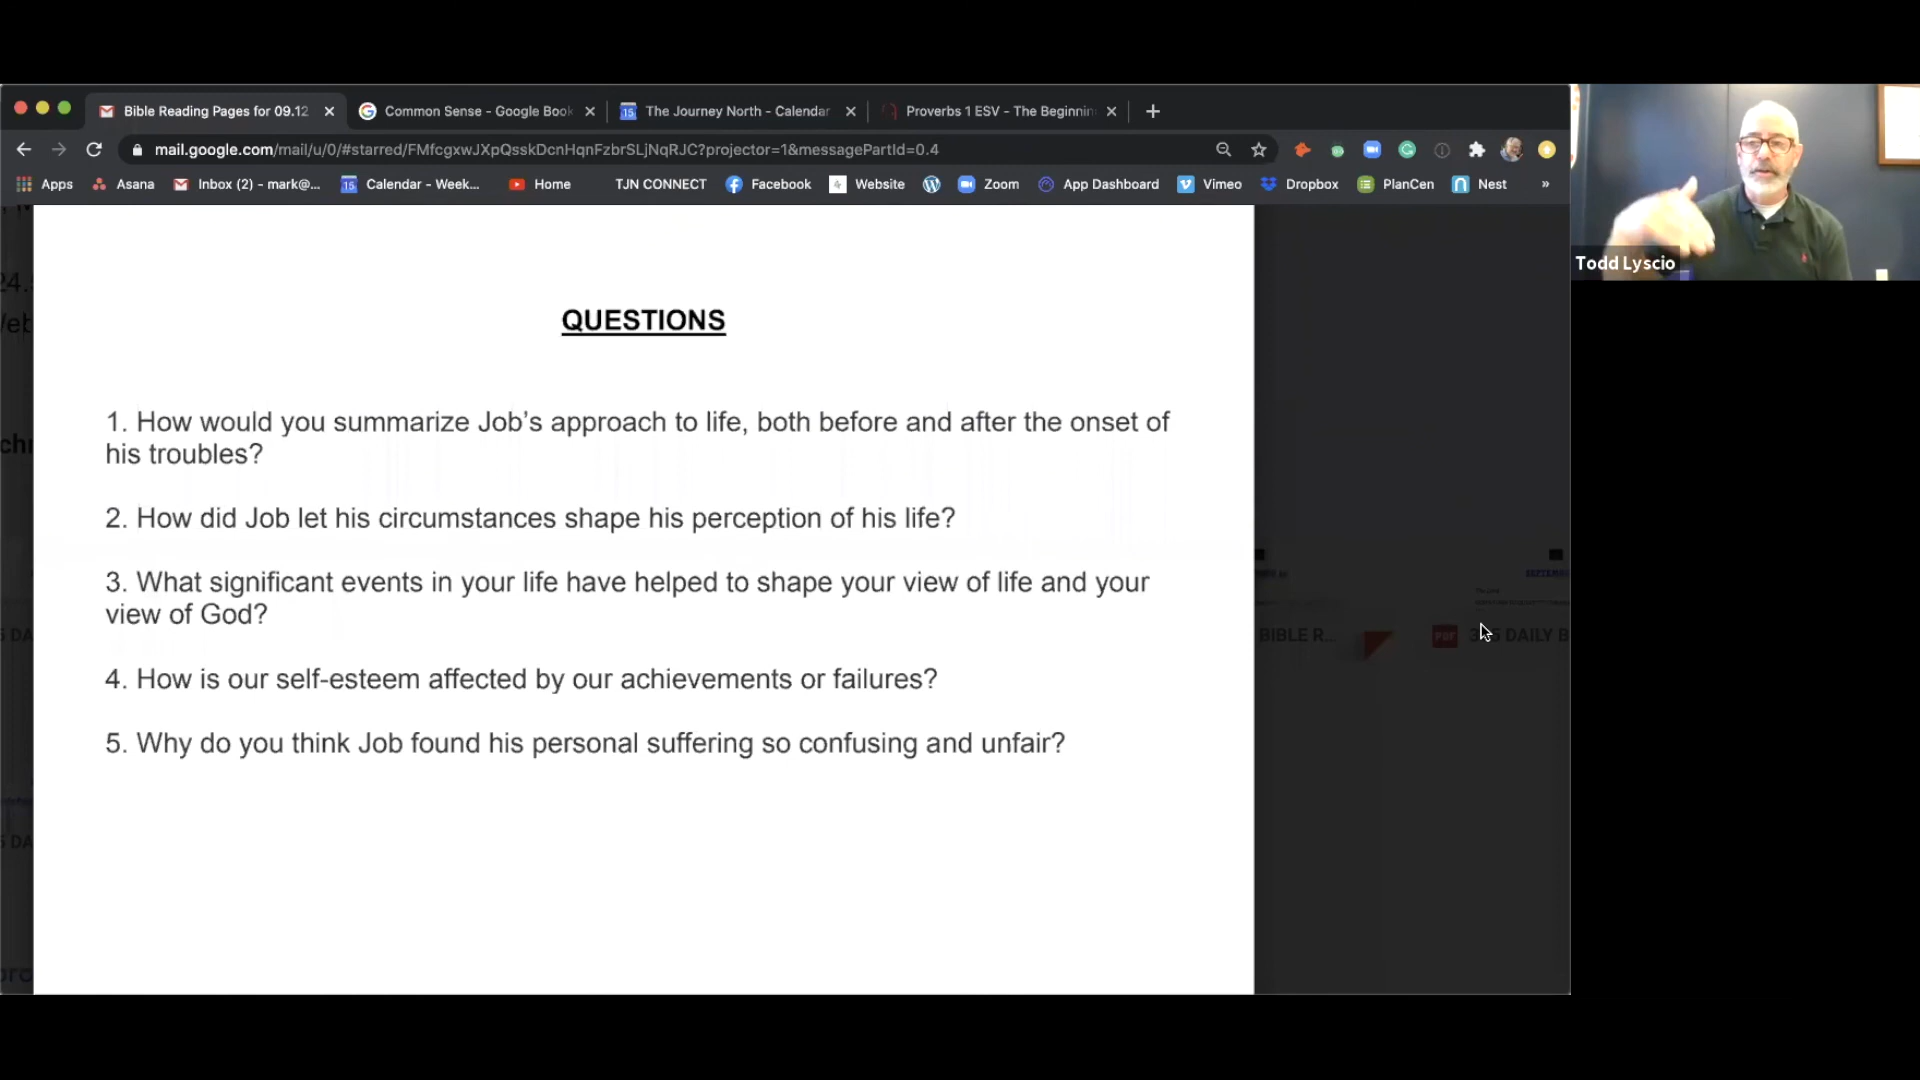 Bible Reading Pages for 09.12
Common Sense - Google Book
15
The Journey North - Calendar
Proverbs 1 ESV - The Beginnin
mail.google.com/mail/u/0/#starred/FMfcgxwJXpQsskDcnHqnFzbrSLjNqRJC?projector=1&messagePartId=0.4
Apps
Asana
Inbox (2) - mark@...
15
Calendar - Week...
Home
TJN CONNECT
Facebook
Website
Zoom
App Dashboard
Vimeo
Dropbox
PlanCen
Nest
»
Todd Lyscio
QUESTIONS
1. How would you summarize Job’s approach to life, both before and after the onset of
his troubles?
2. How did Job let his circumstances shape his perception of his life?
3. What significant events in your life have helped to shape your view of life and your
view of God?
4. How is our self-esteem affected by our achievements or failures?
5. Why do you think Job found his personal suffering so confusing and unfair?
BIBLE R...
PDF
DAILY B